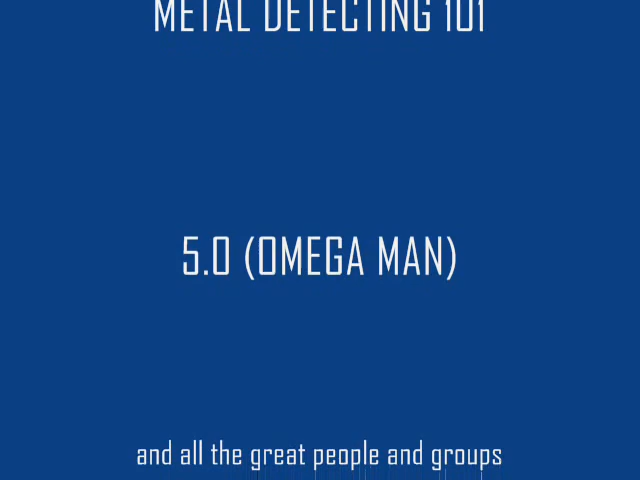 METAL DETECTING 101
5.0 (OMEGA MAN)
and all the great people and groups